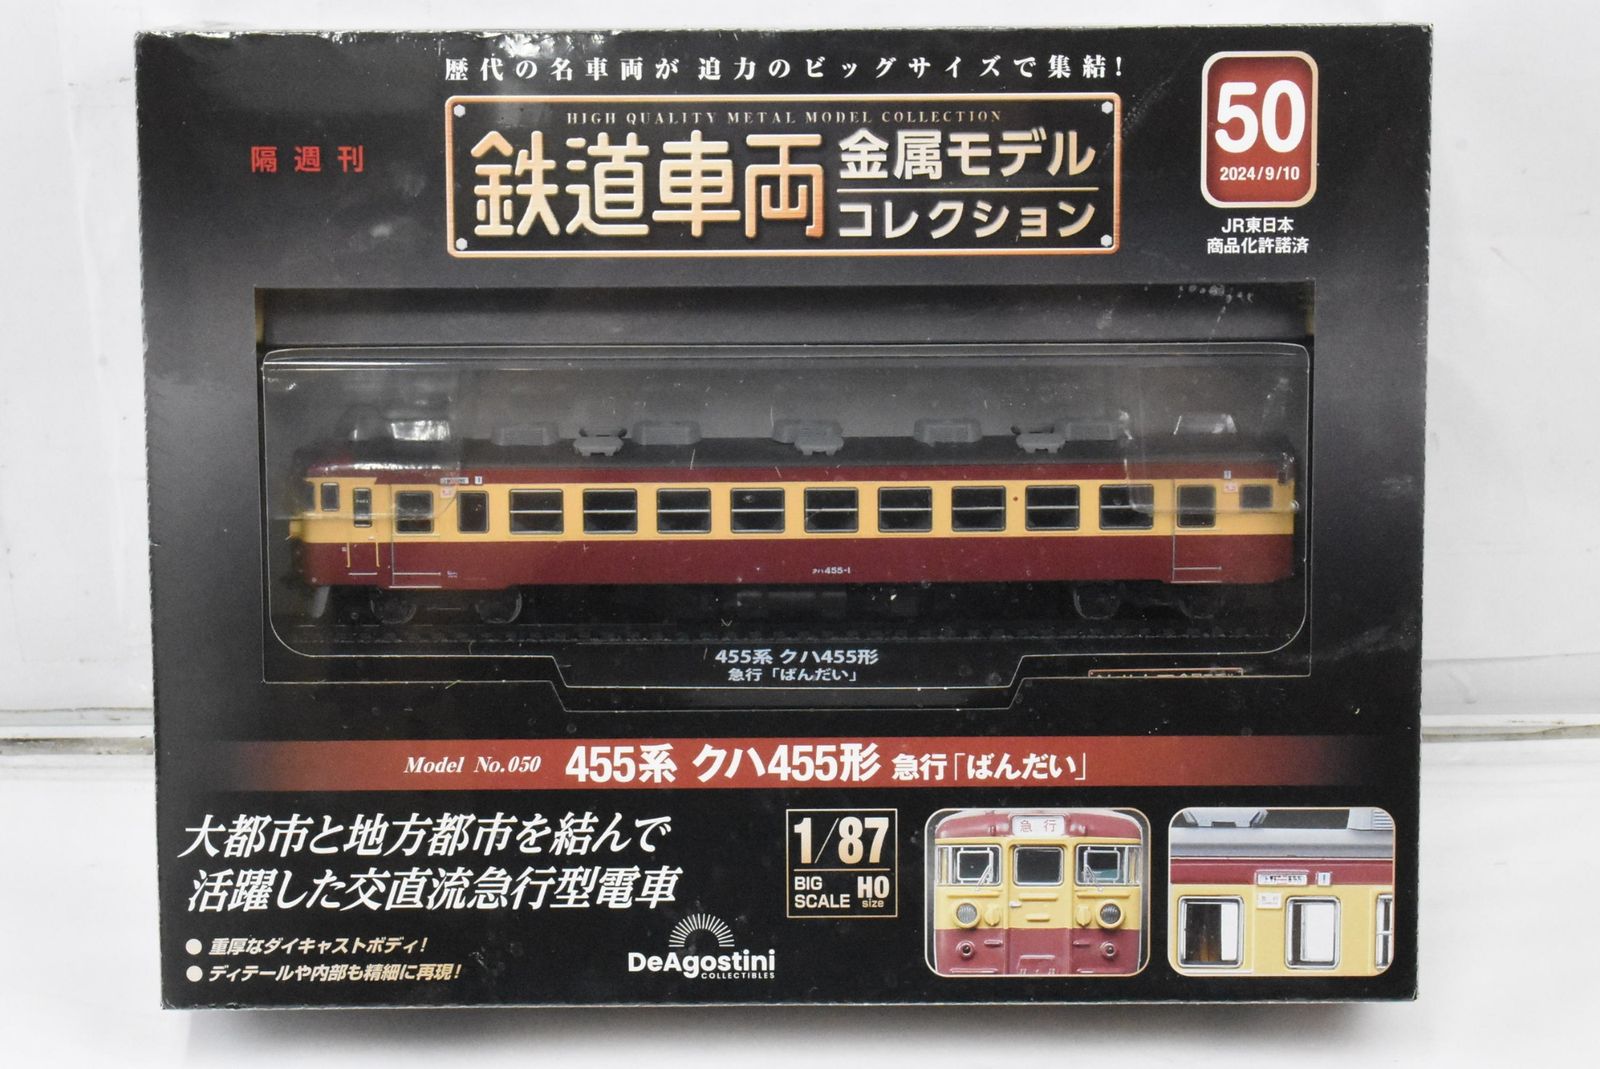 歴代の名車両が 迫力のビッグサイズで集結!
隔週刊
HIGH QUALITY METAL MODEL COLLECTION
鉄道車両 金属モデル
コレクション
50
2024/9/10
JR東日本
商品化許諾済
クハ455-1
455系 クハ455形
急行「ばんだい」
Model No.050 455系 クハ455形 急行「ばんだい」
大都市と地方都市を結んで
活躍した交直流急行型電車
● 重厚なダイキャストボディ!
● ディテールや内部も精細に再現!
DeAgostini
COLLECTIBLES
1/87
BIG SCALE HO size
急行